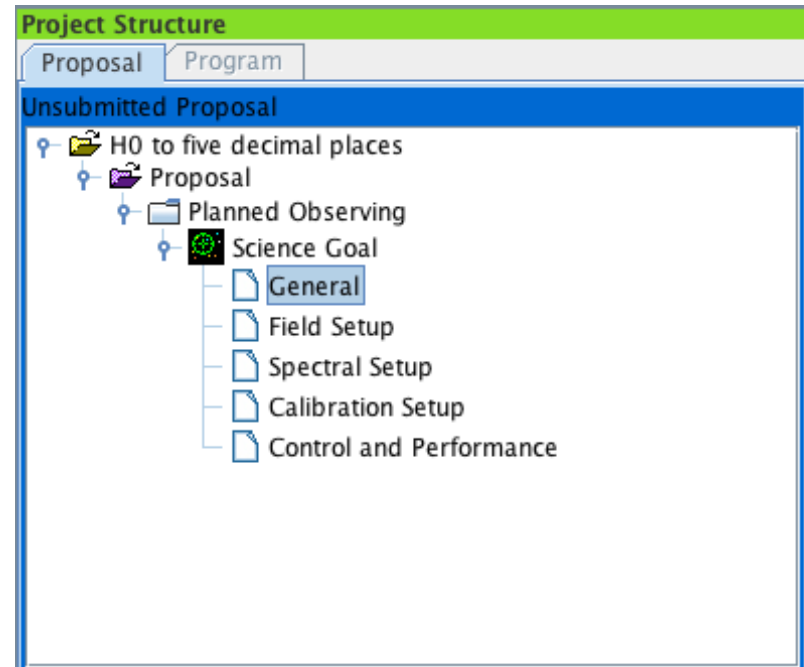 Project Structure
Proposal Program
Unsubmitted Proposal
H0 to five decimal places
Proposal
Planned Observing
Science Goal
General
Field Setup
Spectral Setup
Calibration Setup
Control and Performance